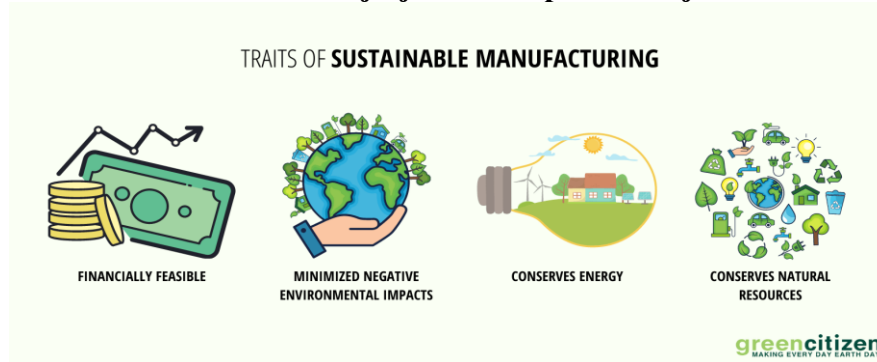 TRAITS OF SUSTAINABLE MANUFACTURING
FINANCIALLY FEASIBLE
MINIMIZED NEGATIVE
ENVIRONMENTAL IMPACTS
CONSERVES ENERGY
CONSERVES NATURAL
RESOURCES
greencitizen
MAKING EVERY DAY EARTH DAY